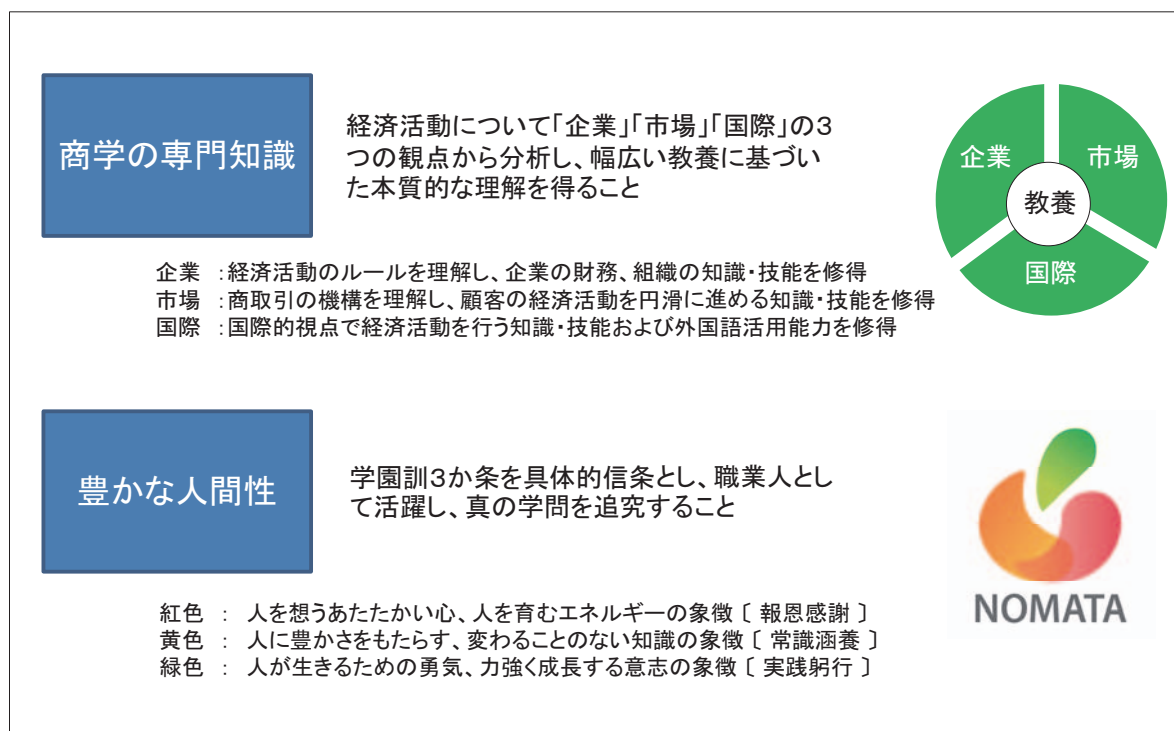 商学の専門知識
経済活動について「企業」「市場」「国際」の3
つの観点から分析し、幅広い教養に基づい
た本質的な理解を得ること
企業
市場
教養
国際
企業 :経済活動のルールを理解し、企業の財務、組織の知識・技能を修得
市場 :商取引の機構を理解し、顧客の経済活動を円滑に進める知識・技能を修得
国際 :国際的視点で経済活動を行う知識・技能および外国語活用能力を修得
豊かな人間性
学園訓3か条を具体的信条とし、職業人とし
て活躍し、真の学問を追究すること
NOMATA
紅色 : 人を想うあたたかい心、人を育むエネルギーの象徴〔 報恩感謝 〕
黄色 : 人に豊かさをもたらす、変わることのない知識の象徴〔 常識涵養 〕
緑色 : 人が生きるための勇気、力強く成長する意志の象徴〔 実践躬行 〕